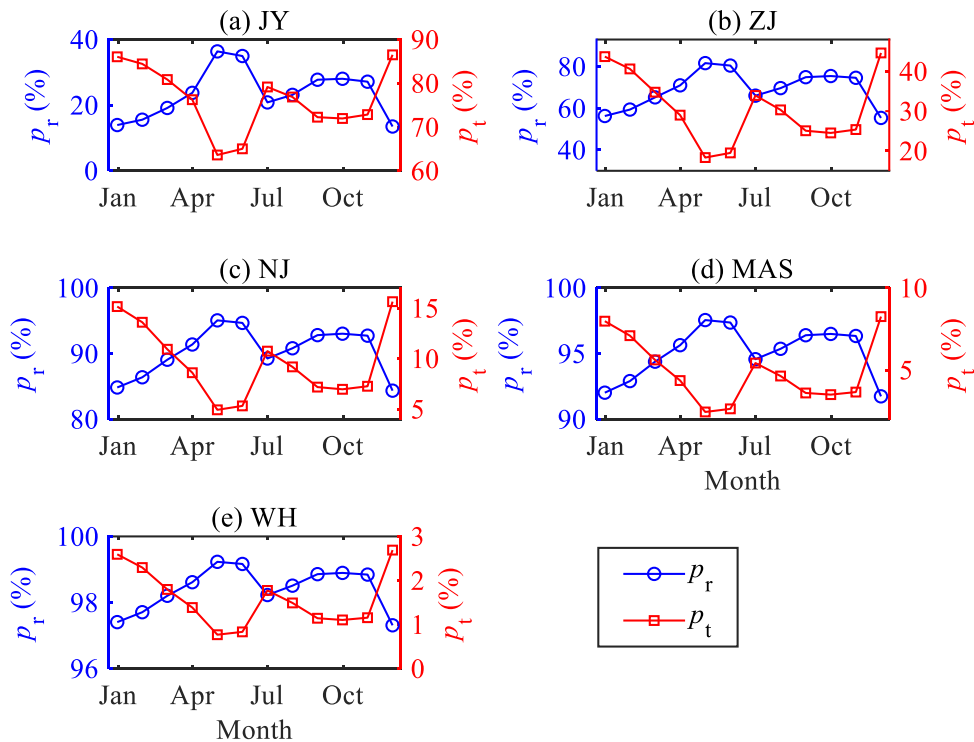 (a) JY
p_r (%)
40
20
0
90
80
70
60
p_t (%)
Jan Apr Jul Oct
(b) ZJ
p_r (%)
80
60
40
40
30
20
p_t (%)
Jan Apr Jul Oct
(c) NJ
p_r (%)
100
90
80
15
10
5
p_t (%)
Jan Apr Jul Oct
(d) MAS
p_r (%)
100
95
90
10
5
p_t (%)
Jan Apr Jul Oct
Month
(e) WH
p_r (%)
100
98
96
3
2
1
0
p_t (%)
Jan Apr Jul Oct
Month
p_r
p_t